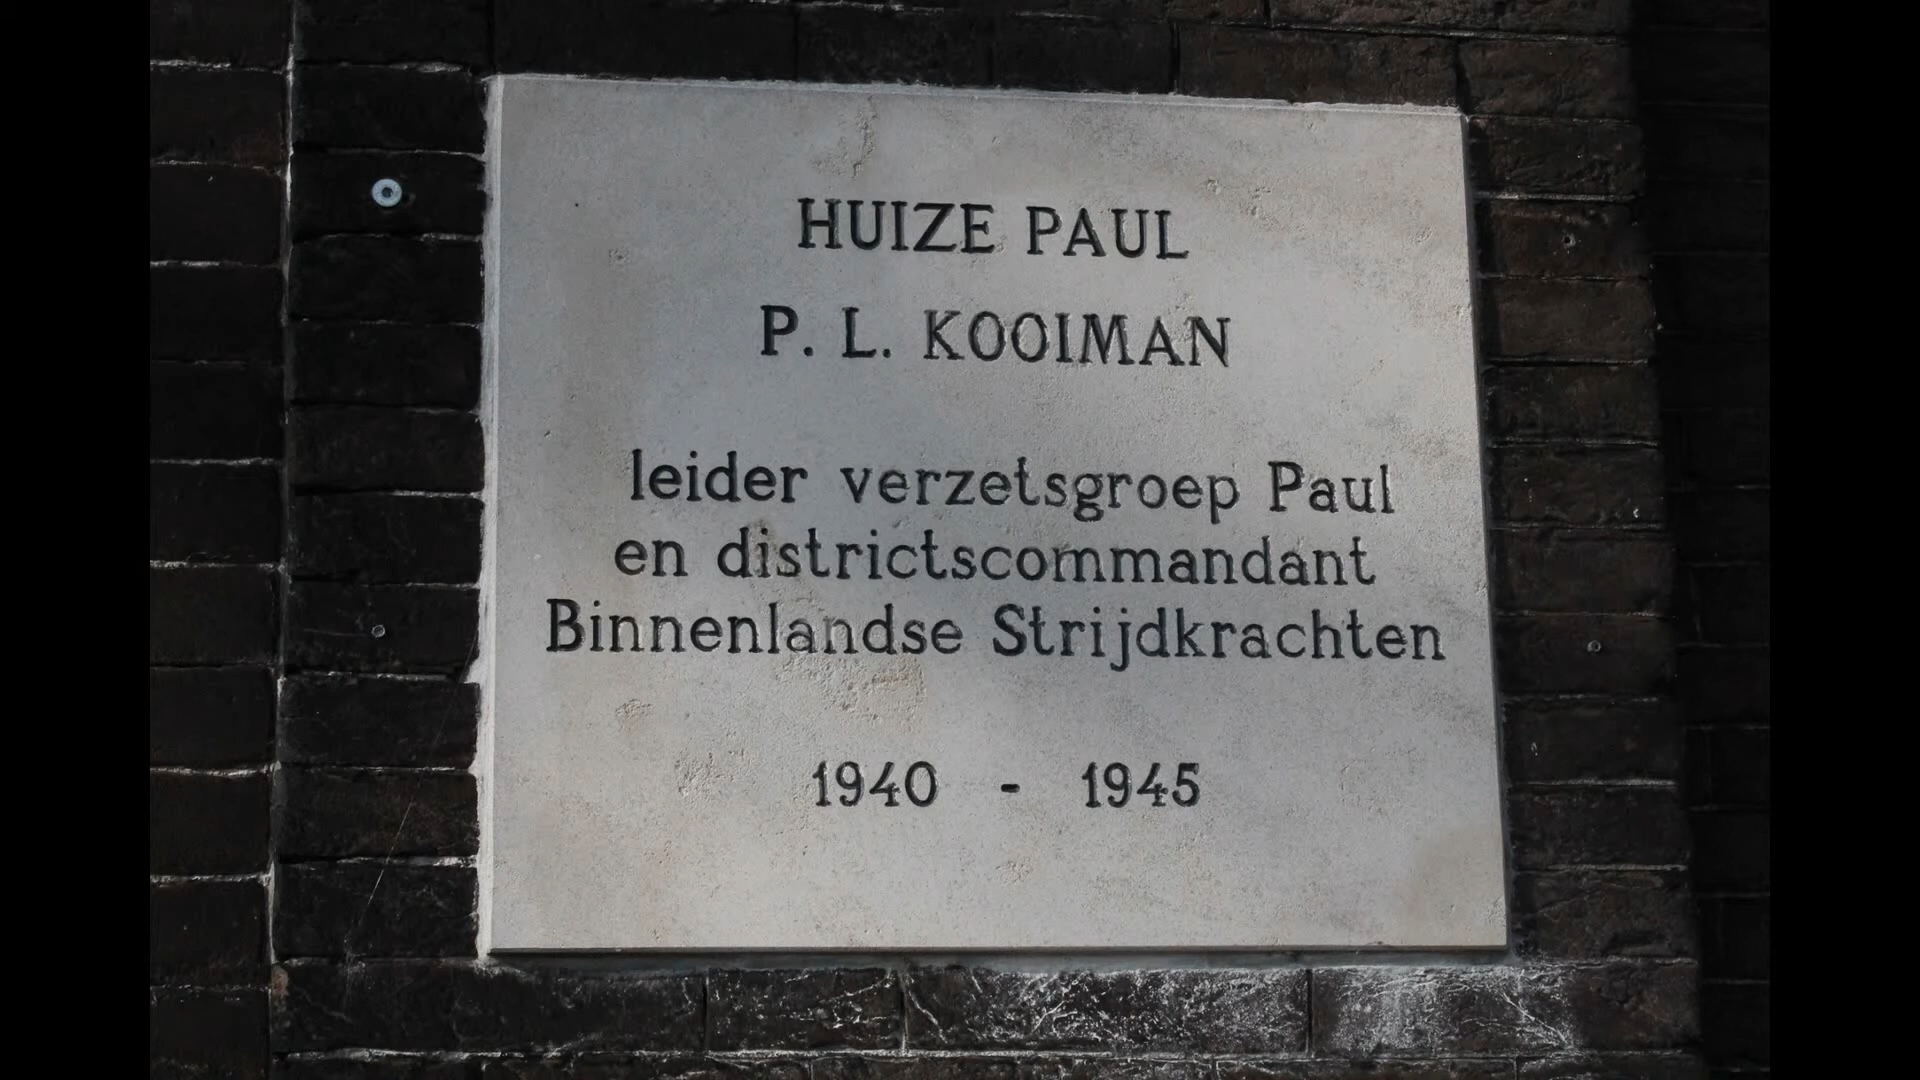 HUIZE PAUL
P. L. KOOIMAN
leider verzetsgroep Paul
en districtscommandant
Binnenlandse Strijdkrachten
1940 - 1945